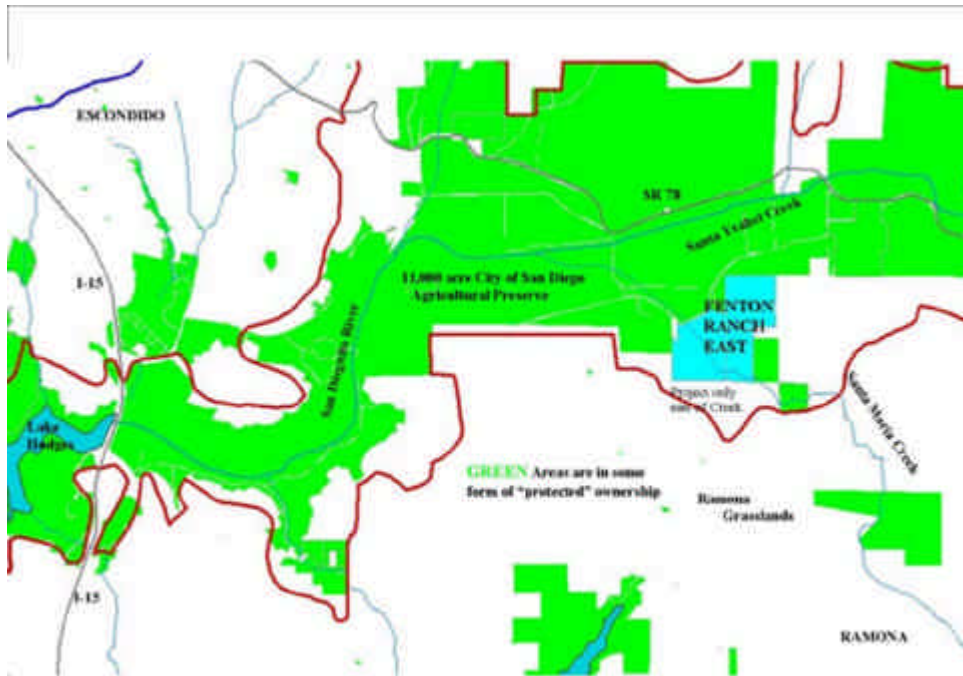 ESCONDIDO
SR 78
Santa Ysabel Creek
I-15
11,000 acre City of San Diego
Agricultural Preserve
San Dieguito River
FENTON
RANCH
EAST
Project only
east of Creek
Santa Maria Creek
Lake
Hodges
GREEN Areas are in some
form of "protected" ownership
Ramona
Grasslands
I-15
RAMONA